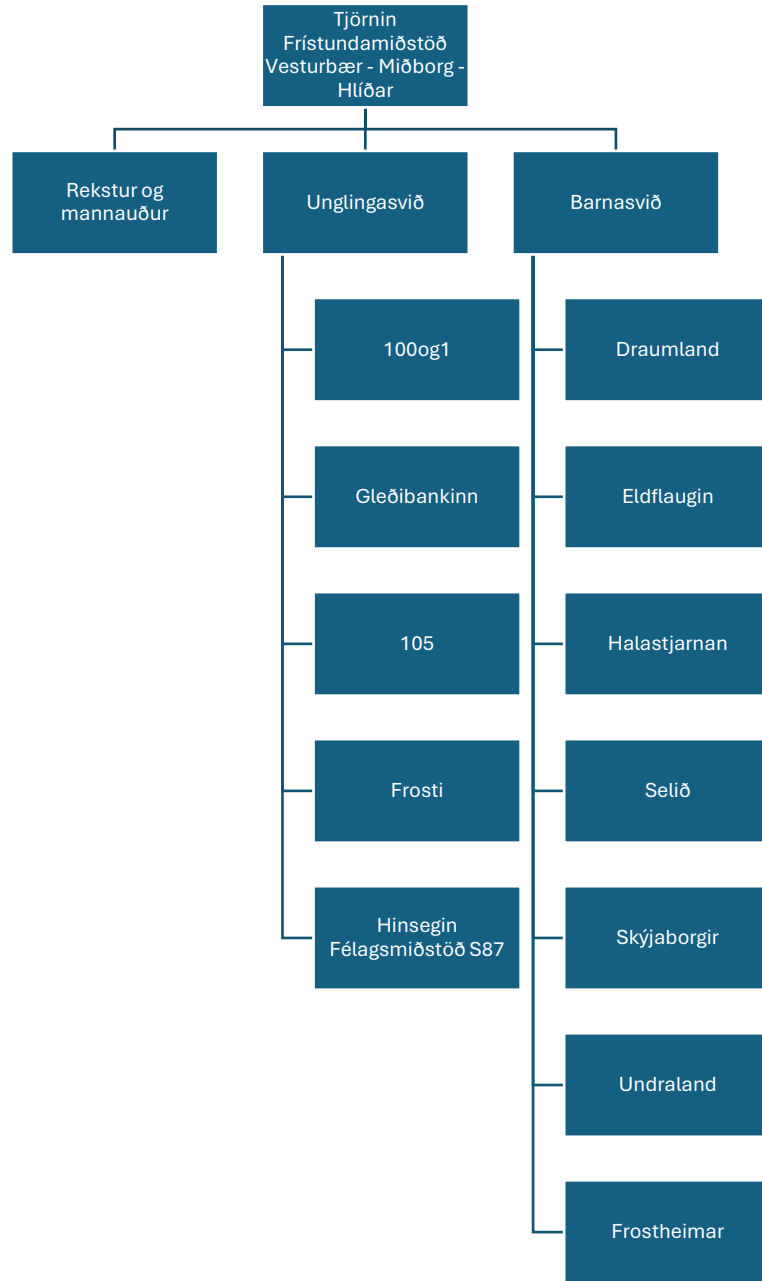 Tjörnin
Frístundamiðstöð
Vesturbær - Miðborg -
Hlíðar
Rekstur og
mannauður
Unglingasvið
Barnasvið
100og1
Gleðibankinn
105
Frosti
Hinsegin
Félagsmiðstöð S87
Draumland
Eldflaugin
Halastjarnan
Selið
Skýjaborgir
Undraland
Frostheimar